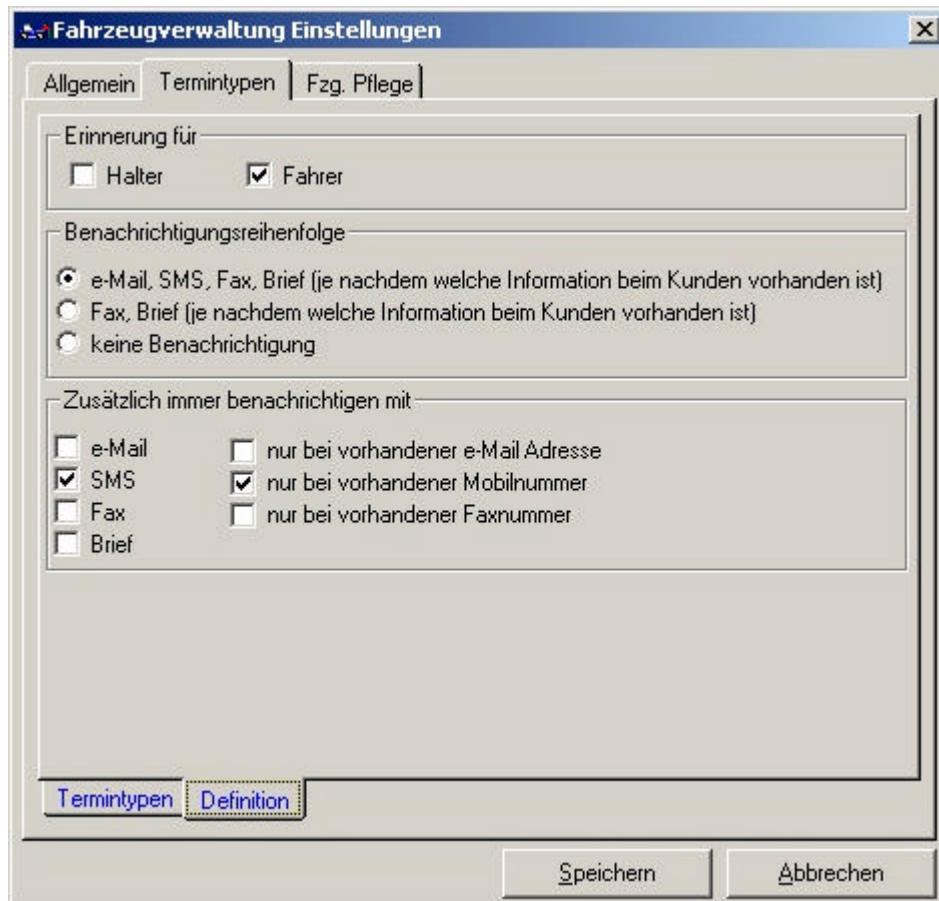 Fahrzeugverwaltung Einstellungen
Allgemein Termintypen Fzg. Pflege
Erinnerung für
Halter Fahrer
Benachrichtigungsreihenfolge
e-Mail, SMS, Fax, Brief (je nachdem welche Information beim Kunden vorhanden ist)
Fax, Brief (je nachdem welche Information beim Kunden vorhanden ist)
keine Benachrichtigung
Zusätzlich immer benachrichtigen mit
e-Mail nur bei vorhandener e-Mail Adresse
SMS nur bei vorhandener Mobilnummer
Fax nur bei vorhandener Faxnummer
Brief
Termintypen Definition
Speichern Abbrechen